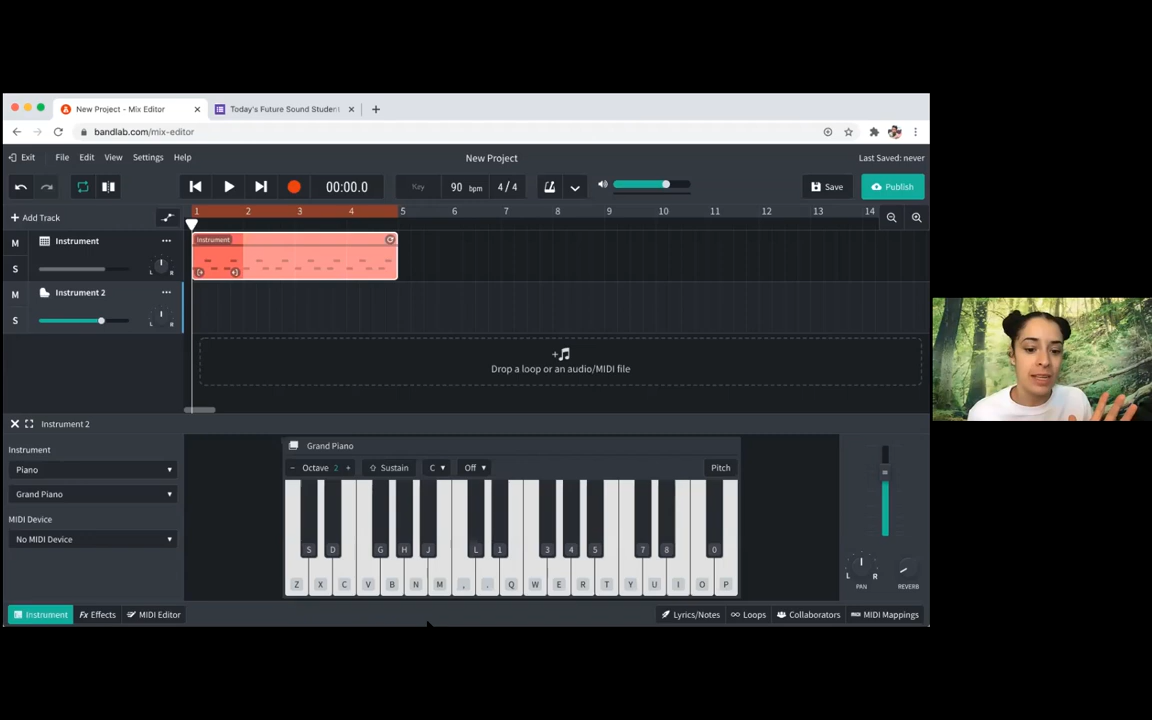 New Project - Mix Editor
Today's Future Sound Studen
bandlab.com/mix-editor
Exit File Edit View Settings Help
New Project
Last Saved: never
00:00.0
Key
90 bpm
4 / 4
Save
Publish
Add Track
1 2 3 4 5 6 7 8 9 10 11 12 13 14
M
Instrument
S
L R
Instrument
M
Instrument 2
S
L R
Drop a loop or an audio/MIDI file
Instrument 2
Instrument
Piano
Grand Piano
MIDI Device
No MIDI Device
Grand Piano
Octave 2 +
Sustain
C
Off
Pitch
S D G H J L 1 3 4 5 7 8 0
Z X C V B N M , . Q W E R T Y U I O P
L R
PAN
REVERB
Instrument
Fx Effects
MIDI Editor
Lyrics/Notes
Loops
Collaborators
MIDI Mappings